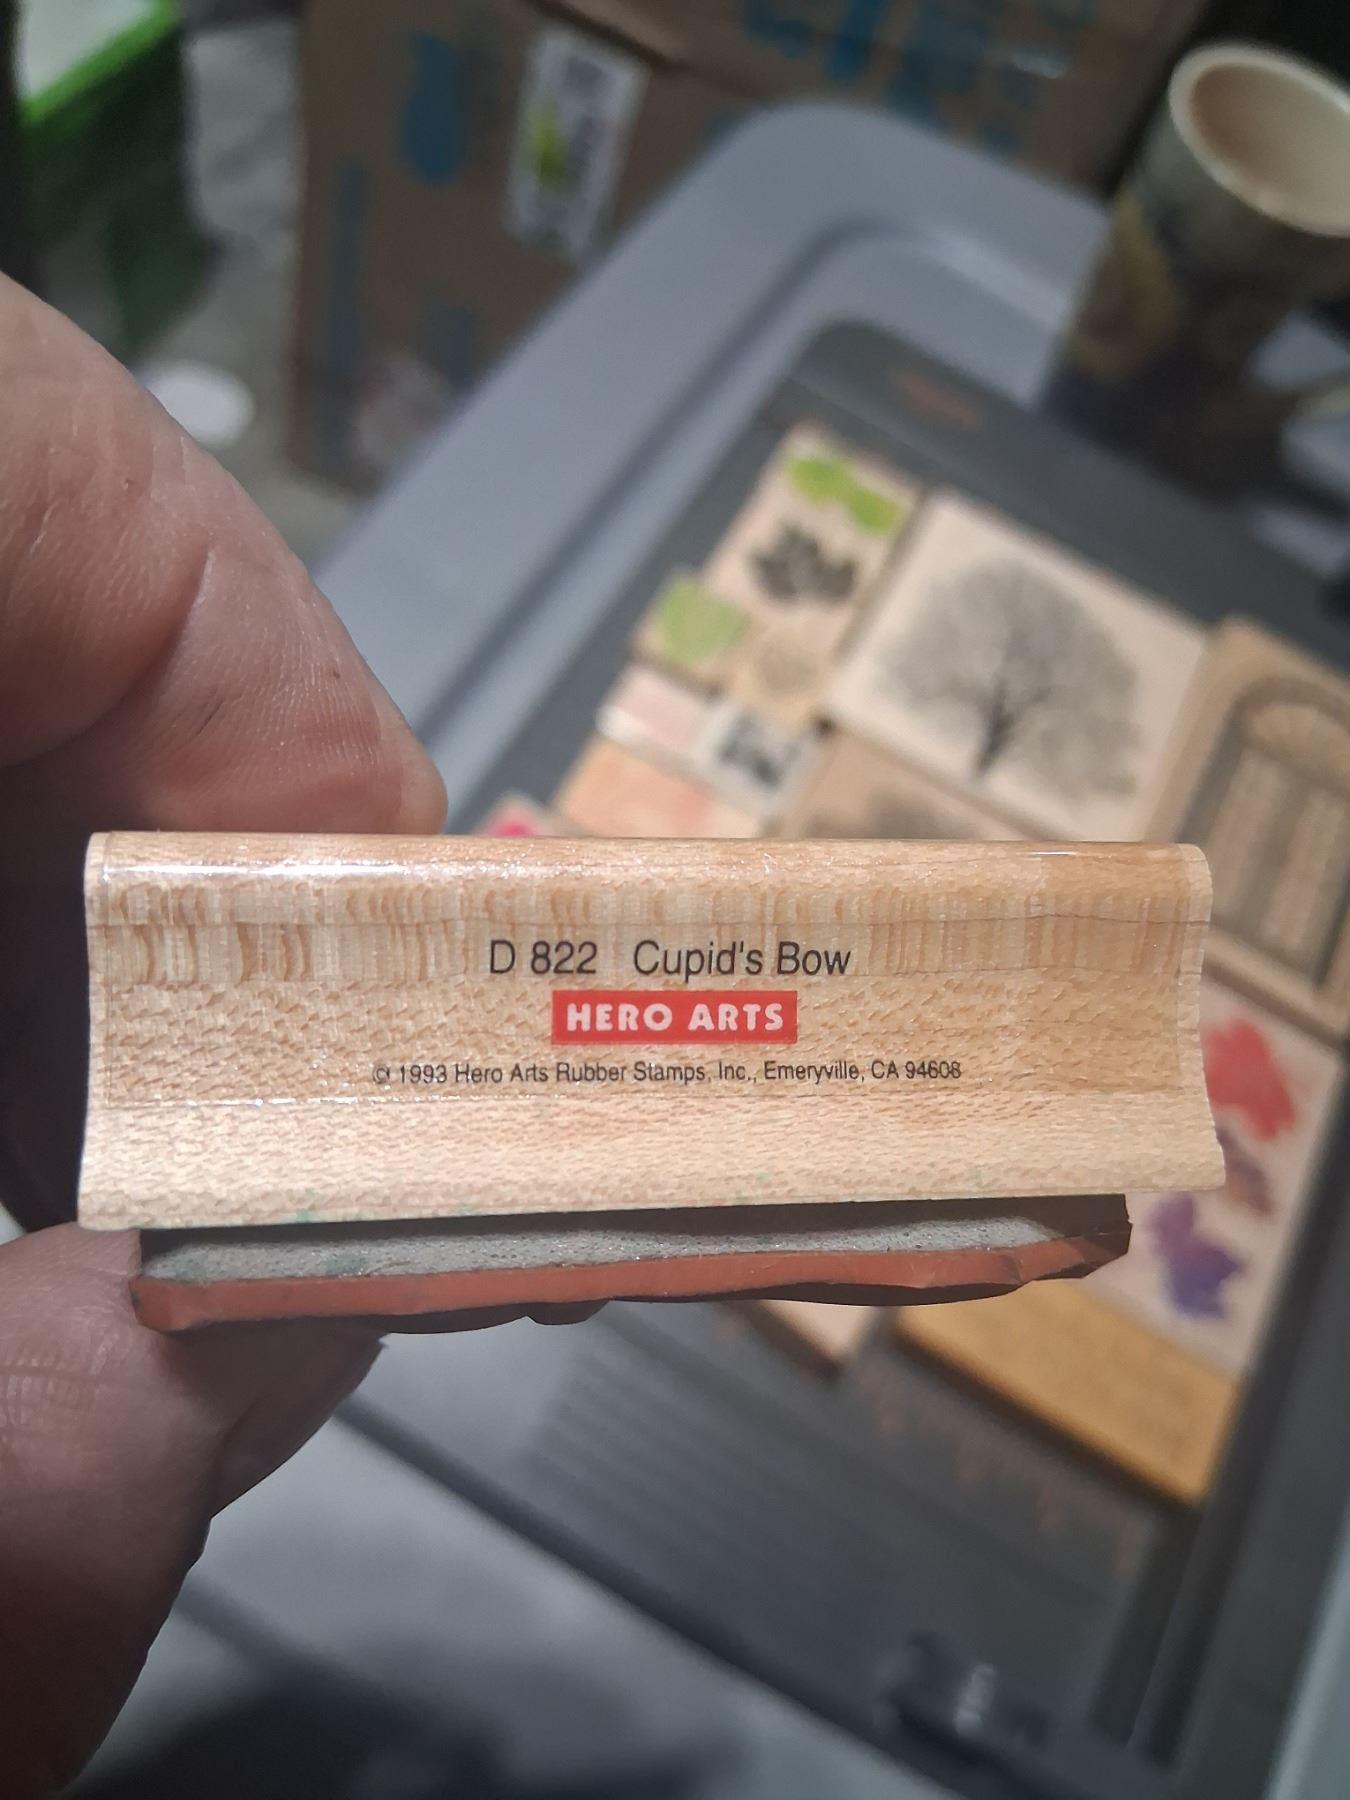 D 822 Cupid's Bow
HERO ARTS
© 1993 Hero Arts Rubber Stamps, Inc., Emeryville, CA 94608